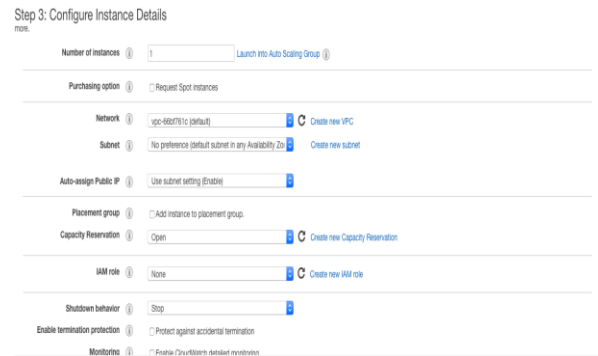 Step 3: Configure Instance Details
more.
Number of instances 1 Launch into Auto Scaling Group
Purchasing option Request Spot instances
Network vpc-66bf761c (default) Create new VPC
Subnet No preference (default subnet in any Availability Zo Create new subnet
Auto-assign Public IP Use subnet setting (Enable)
Placement group Add instance to placement group.
Capacity Reservation Open Create new Capacity Reservation
IAM role None Create new IAM role
Shutdown behavior Stop
Enable termination protection Protect against accidental termination
Monitoring Enable CloudWatch detailed monitoring